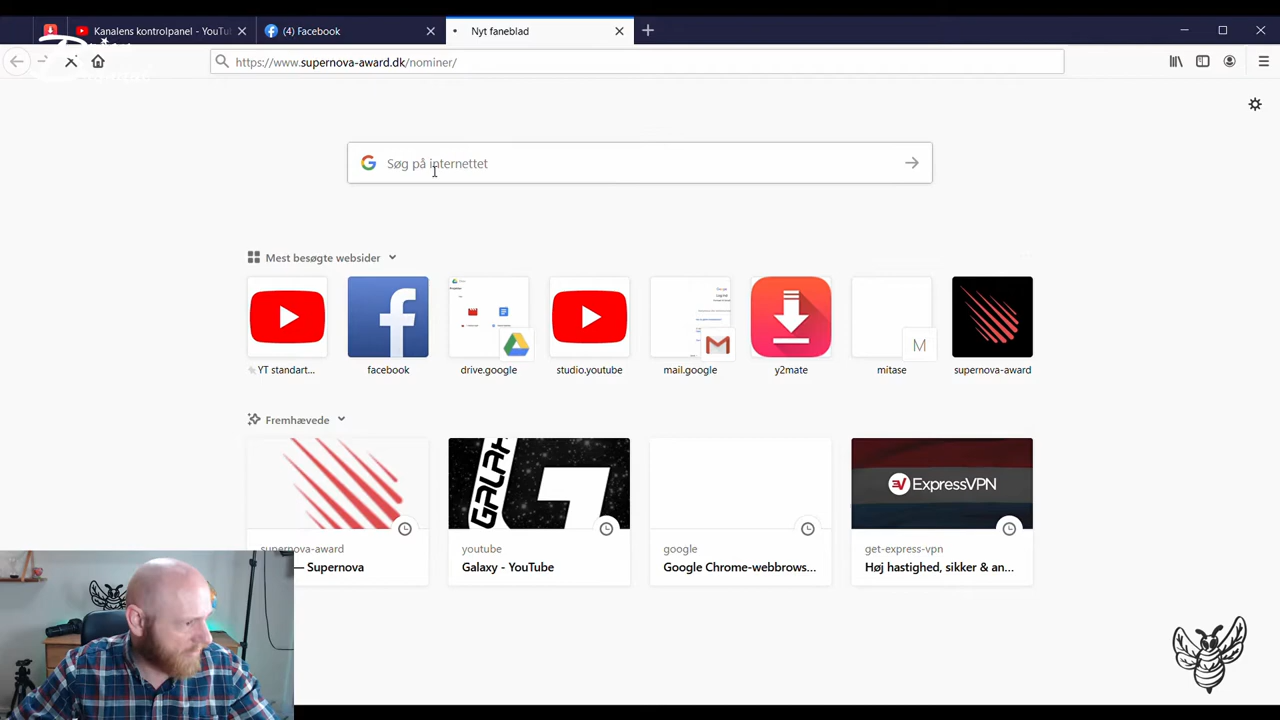 Kanalens kontrolpanel - YouTu
(4) Facebook
Nyt faneblad
https://www.supernova-award.dk/nominer/
Søg på internettet
Mest besøgte websider
YT standart...
facebook
drive.google
studio.youtube
mail.google
M
y2mate
mitase
supernova-award
Fremhævede
GALAX
ExpressVPN
supernova-award
— Supernova
youtube
Galaxy - YouTube
google
Google Chrome-webbrows...
get-express-vpn
Høj hastighed, sikker & an...